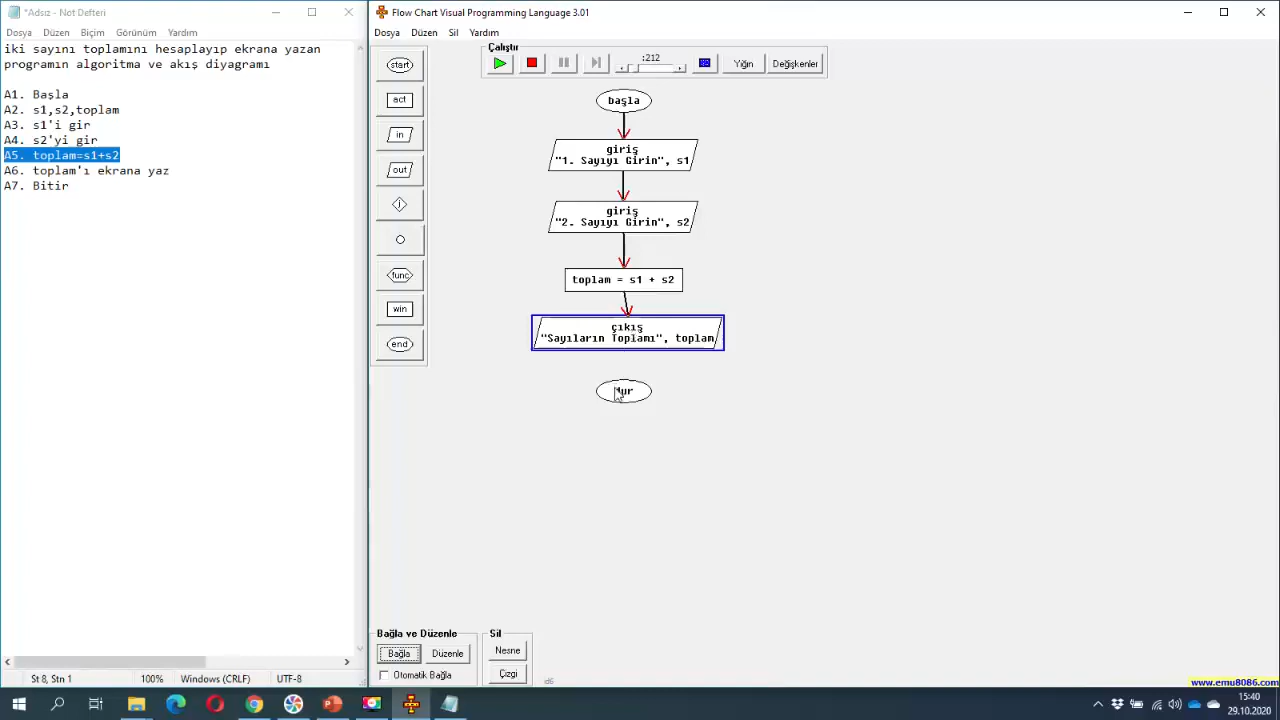 *Adsız - Not Defteri
Dosya Düzen Biçim Görünüm Yardım
iki sayını toplamını hesaplayıp ekrana yazan
programın algoritma ve akış diyagramı
A1. Başla
A2. s1,s2,toplam
A3. s1'i gir
A4. s2'yi gir
A5. toplam=s1+s2
A6. toplam'ı ekrana yaz
A7. Bitir
St 8, Stn 1 100% Windows (CRLF) UTF-8
Flow Chart Visual Programming Language 3.01
Dosya Düzen Sil Yardım
Çalıştır
:212
Yığın
Değişkenler
start
act
in
out
func
win
end
başla
giriş
"1. Sayıyı Girin", s1
giriş
"2. Sayıyı Girin", s2
toplam = s1 + s2
çıkış
"Sayıların Toplamı", toplam
Bağla ve Düzenle
Bağla
Düzenle
Otomatik Bağla
Sil
Nesne
Çizgi
d6
www.emu8086.com
15:40
29.10.2020